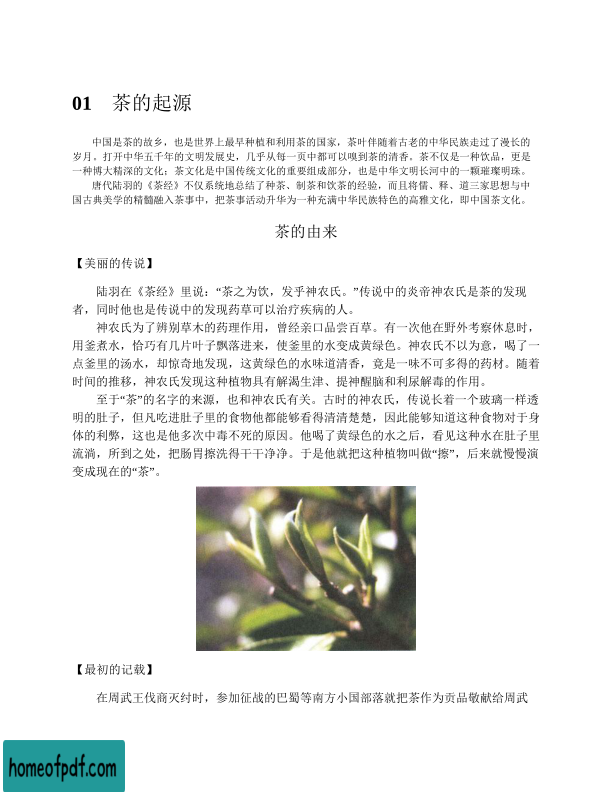 01 茶的起源
中国是茶的故乡，也是世界上最早种植和利用茶的国家，茶叶伴随着古老的中华民族走过了漫长的
岁月。打开中华五千年的文明发展史，几乎从每一页中都可以嗅到茶的清香。茶不仅是一种饮品，更是
一种博大精深的文化；茶文化是中国传统文化的重要组成部分，也是中华文明长河中的一颗璀璨明珠。
唐代陆羽的《茶经》不仅系统地总结了种茶、制茶和饮茶的经验，而且将儒、释、道三家思想与中
国古典美学的精髓融入茶事中，把茶事活动升华为一种充满中华民族特色的高雅文化，即中国茶文化。
茶的由来
【美丽的传说】
陆羽在《茶经》里说：“茶之为饮，发乎神农氏。”传说中的炎帝神农氏是茶的发现
者，同时他也是传说中的发现药草可以治疗疾病的人。
神农氏为了辨别草木的药理作用，曾经亲口品尝百草。有一次他在野外考察休息时，
用釜煮水，恰巧有几片叶子飘落进来，使釜里的水变成黄绿色。神农氏不以为意，喝了一
点釜里的汤水，却惊奇地发现，这黄绿色的水味道清香，竟是一味不可多得的药材。随着
时间的推移，神农氏发现这种植物具有解渴生津、提神醒脑和利尿解毒的作用。
至于“茶”的名字的来源，也和神农氏有关。古时的神农氏，传说长着一个玻璃一样透
明的肚子，但凡吃进肚子里的食物他都能够看得清清楚楚，因此能够知道这种食物对于身
体的利弊，这也是他多次中毒不死的原因。他喝了黄绿色的水之后，看见这种水在肚子里
流淌，所到之处，把肠胃擦洗得干干净净。于是他就把这种植物叫做“擦”，后来就慢慢演
变成现在的“茶”。
【最初的记载】
在周武王伐商灭纣时，参加征战的巴蜀等南方小国部落就把茶作为贡品敬献给周武
homeofpdf.com